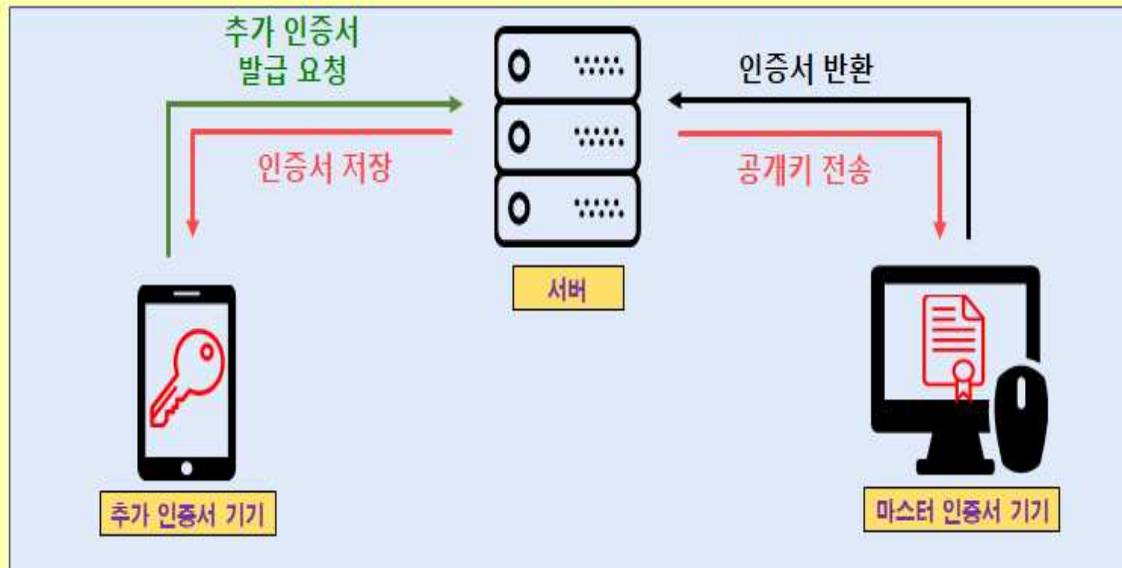 추가 인증서
발급 요청
인증서 반환
인증서 저장
공개키 전송
서버
추가 인증서 기기
마스터 인증서 기기